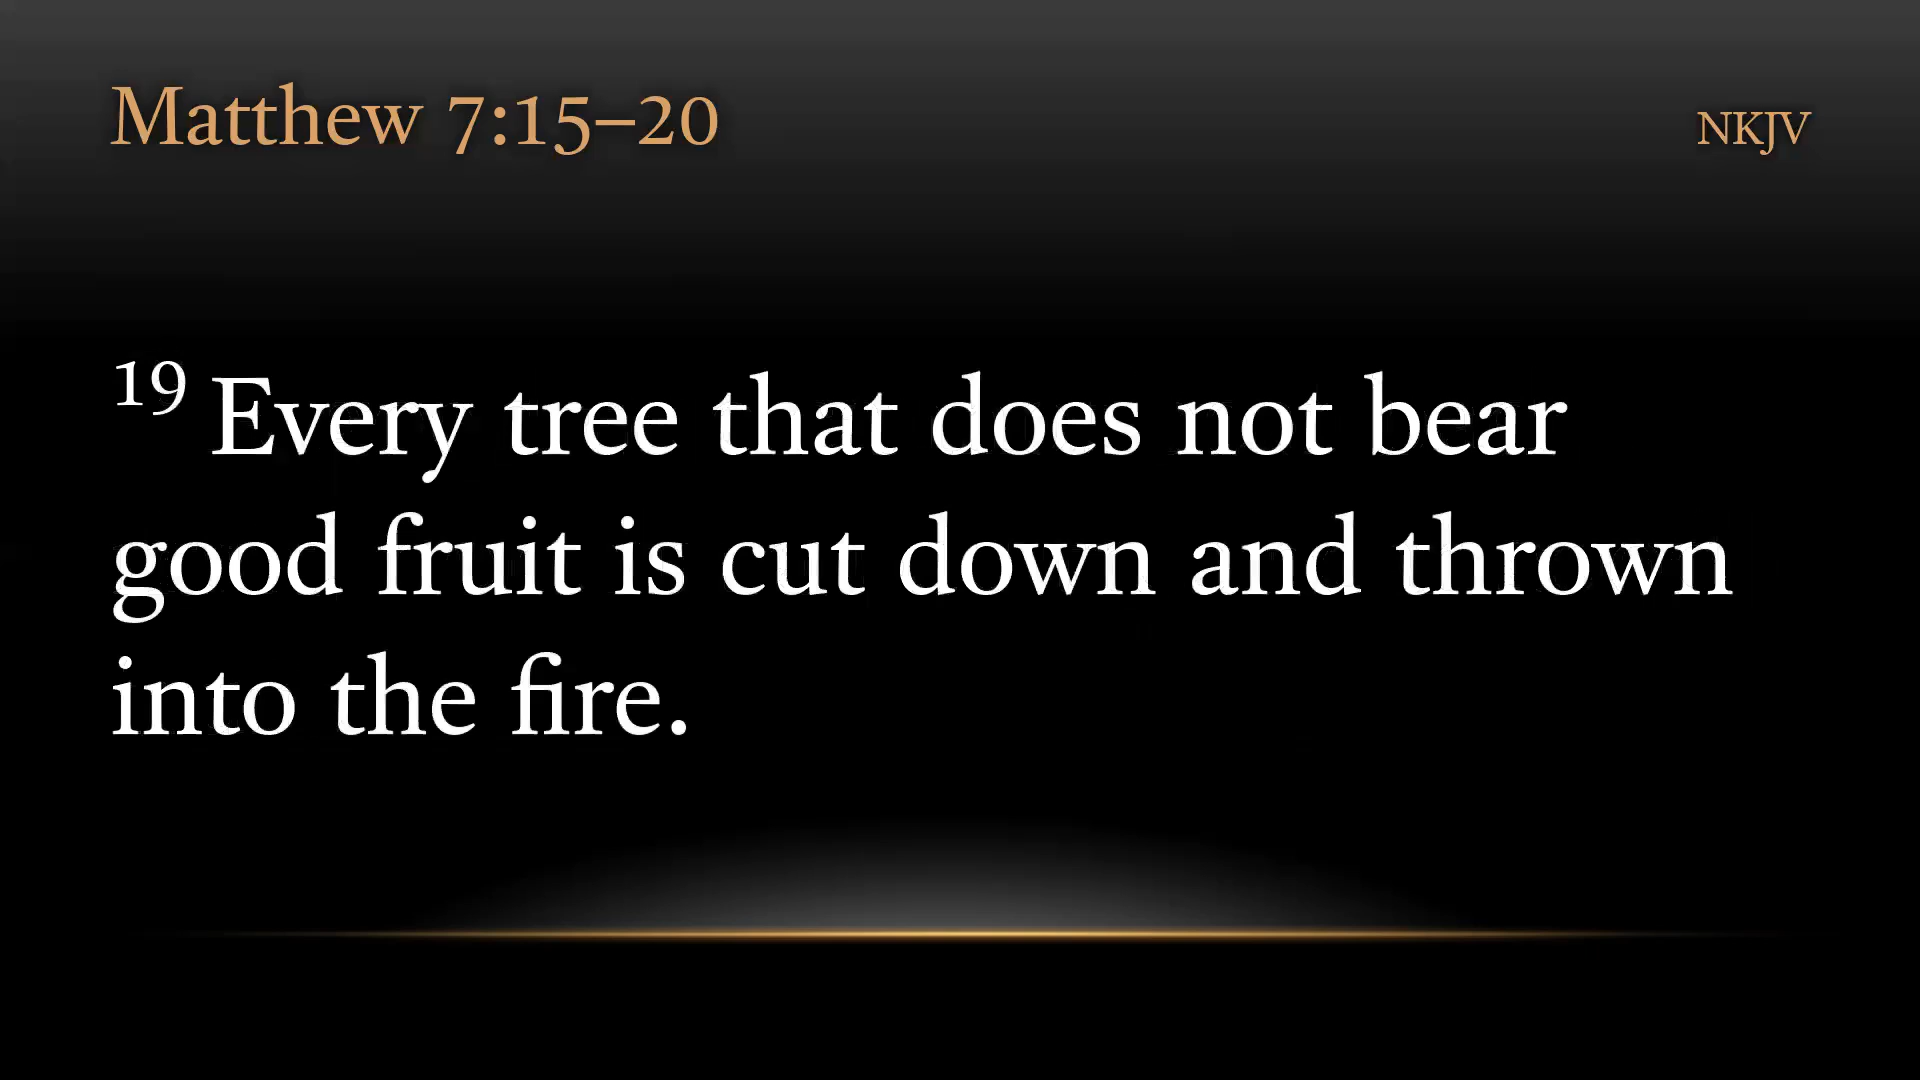 Matthew 7:15–20
NKJV
19 Every tree that does not bear
good fruit is cut down and thrown
into the fire.